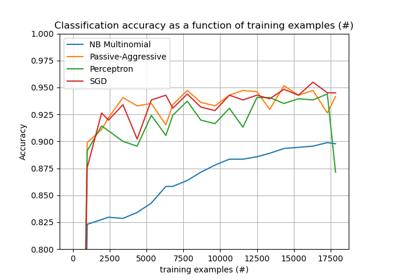 Classification accuracy as a function of training examples (#)
1.000
0.975
0.950
0.925
0.900
0.875
0.850
0.825
0.800
Accuracy
NB Multinomial
Passive-Aggressive
Perceptron
SGD
0 2500 5000 7500 10000 12500 15000 17500
training examples (#)